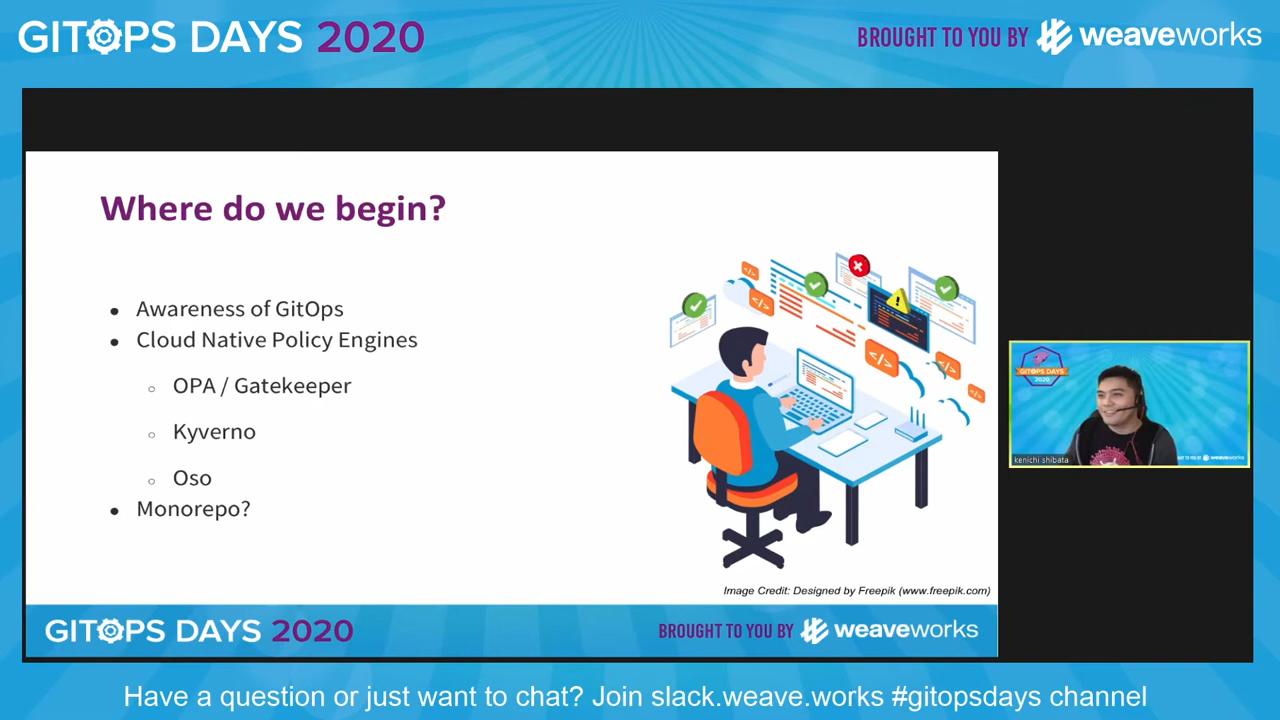 GITOPS DAYS 2020
BROUGHT TO YOU BY weaveworks
Where do we begin?
• Awareness of GitOps
• Cloud Native Policy Engines
○ OPA / Gatekeeper
○ Kyverno
○ Oso
• Monorepo?
Image Credit: Designed by Freepik (www.freepik.com)
GITOPS DAYS
2020
kenichi shibata
weaveworks
GITOPS DAYS 2020
BROUGHT TO YOU BY weaveworks
Have a question or just want to chat? Join slack.weave.works #gitopsdays channel